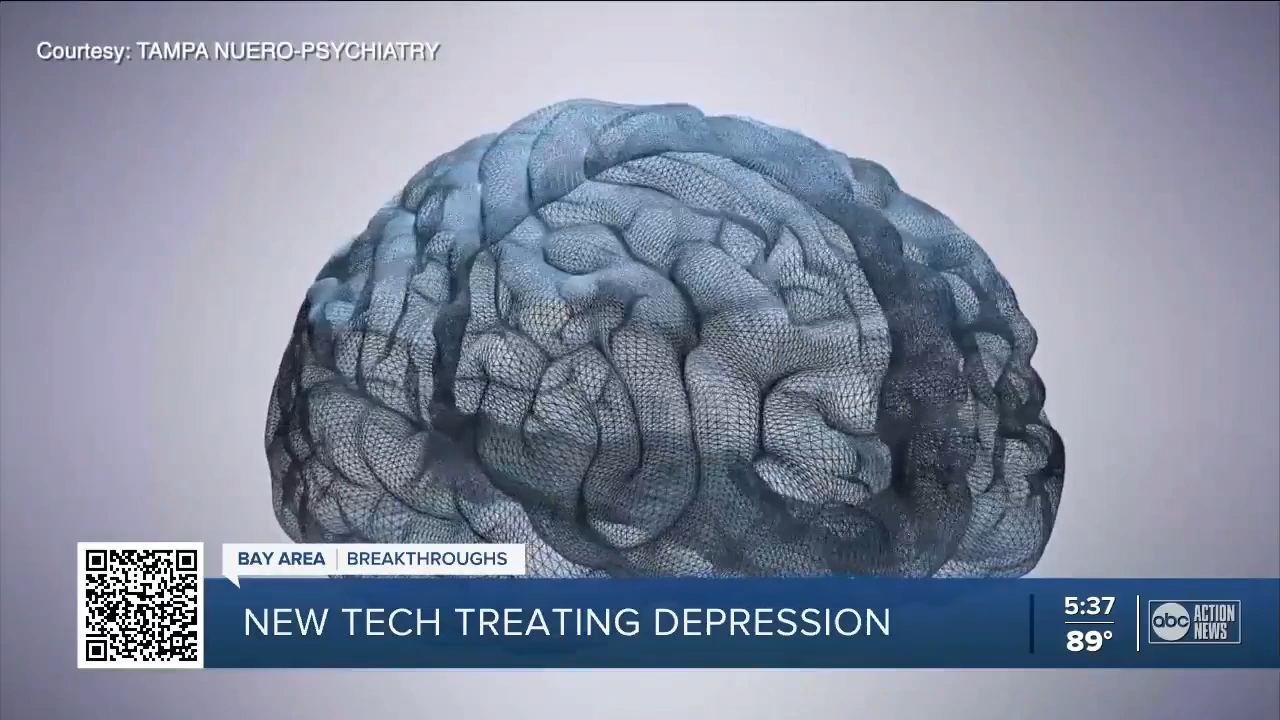 Courtesy: TAMPA NUERO-PSYCHIATRY
BAY AREA | BREAKTHROUGHS
NEW TECH TREATING DEPRESSION
5:37
89°
abc ACTION NEWS